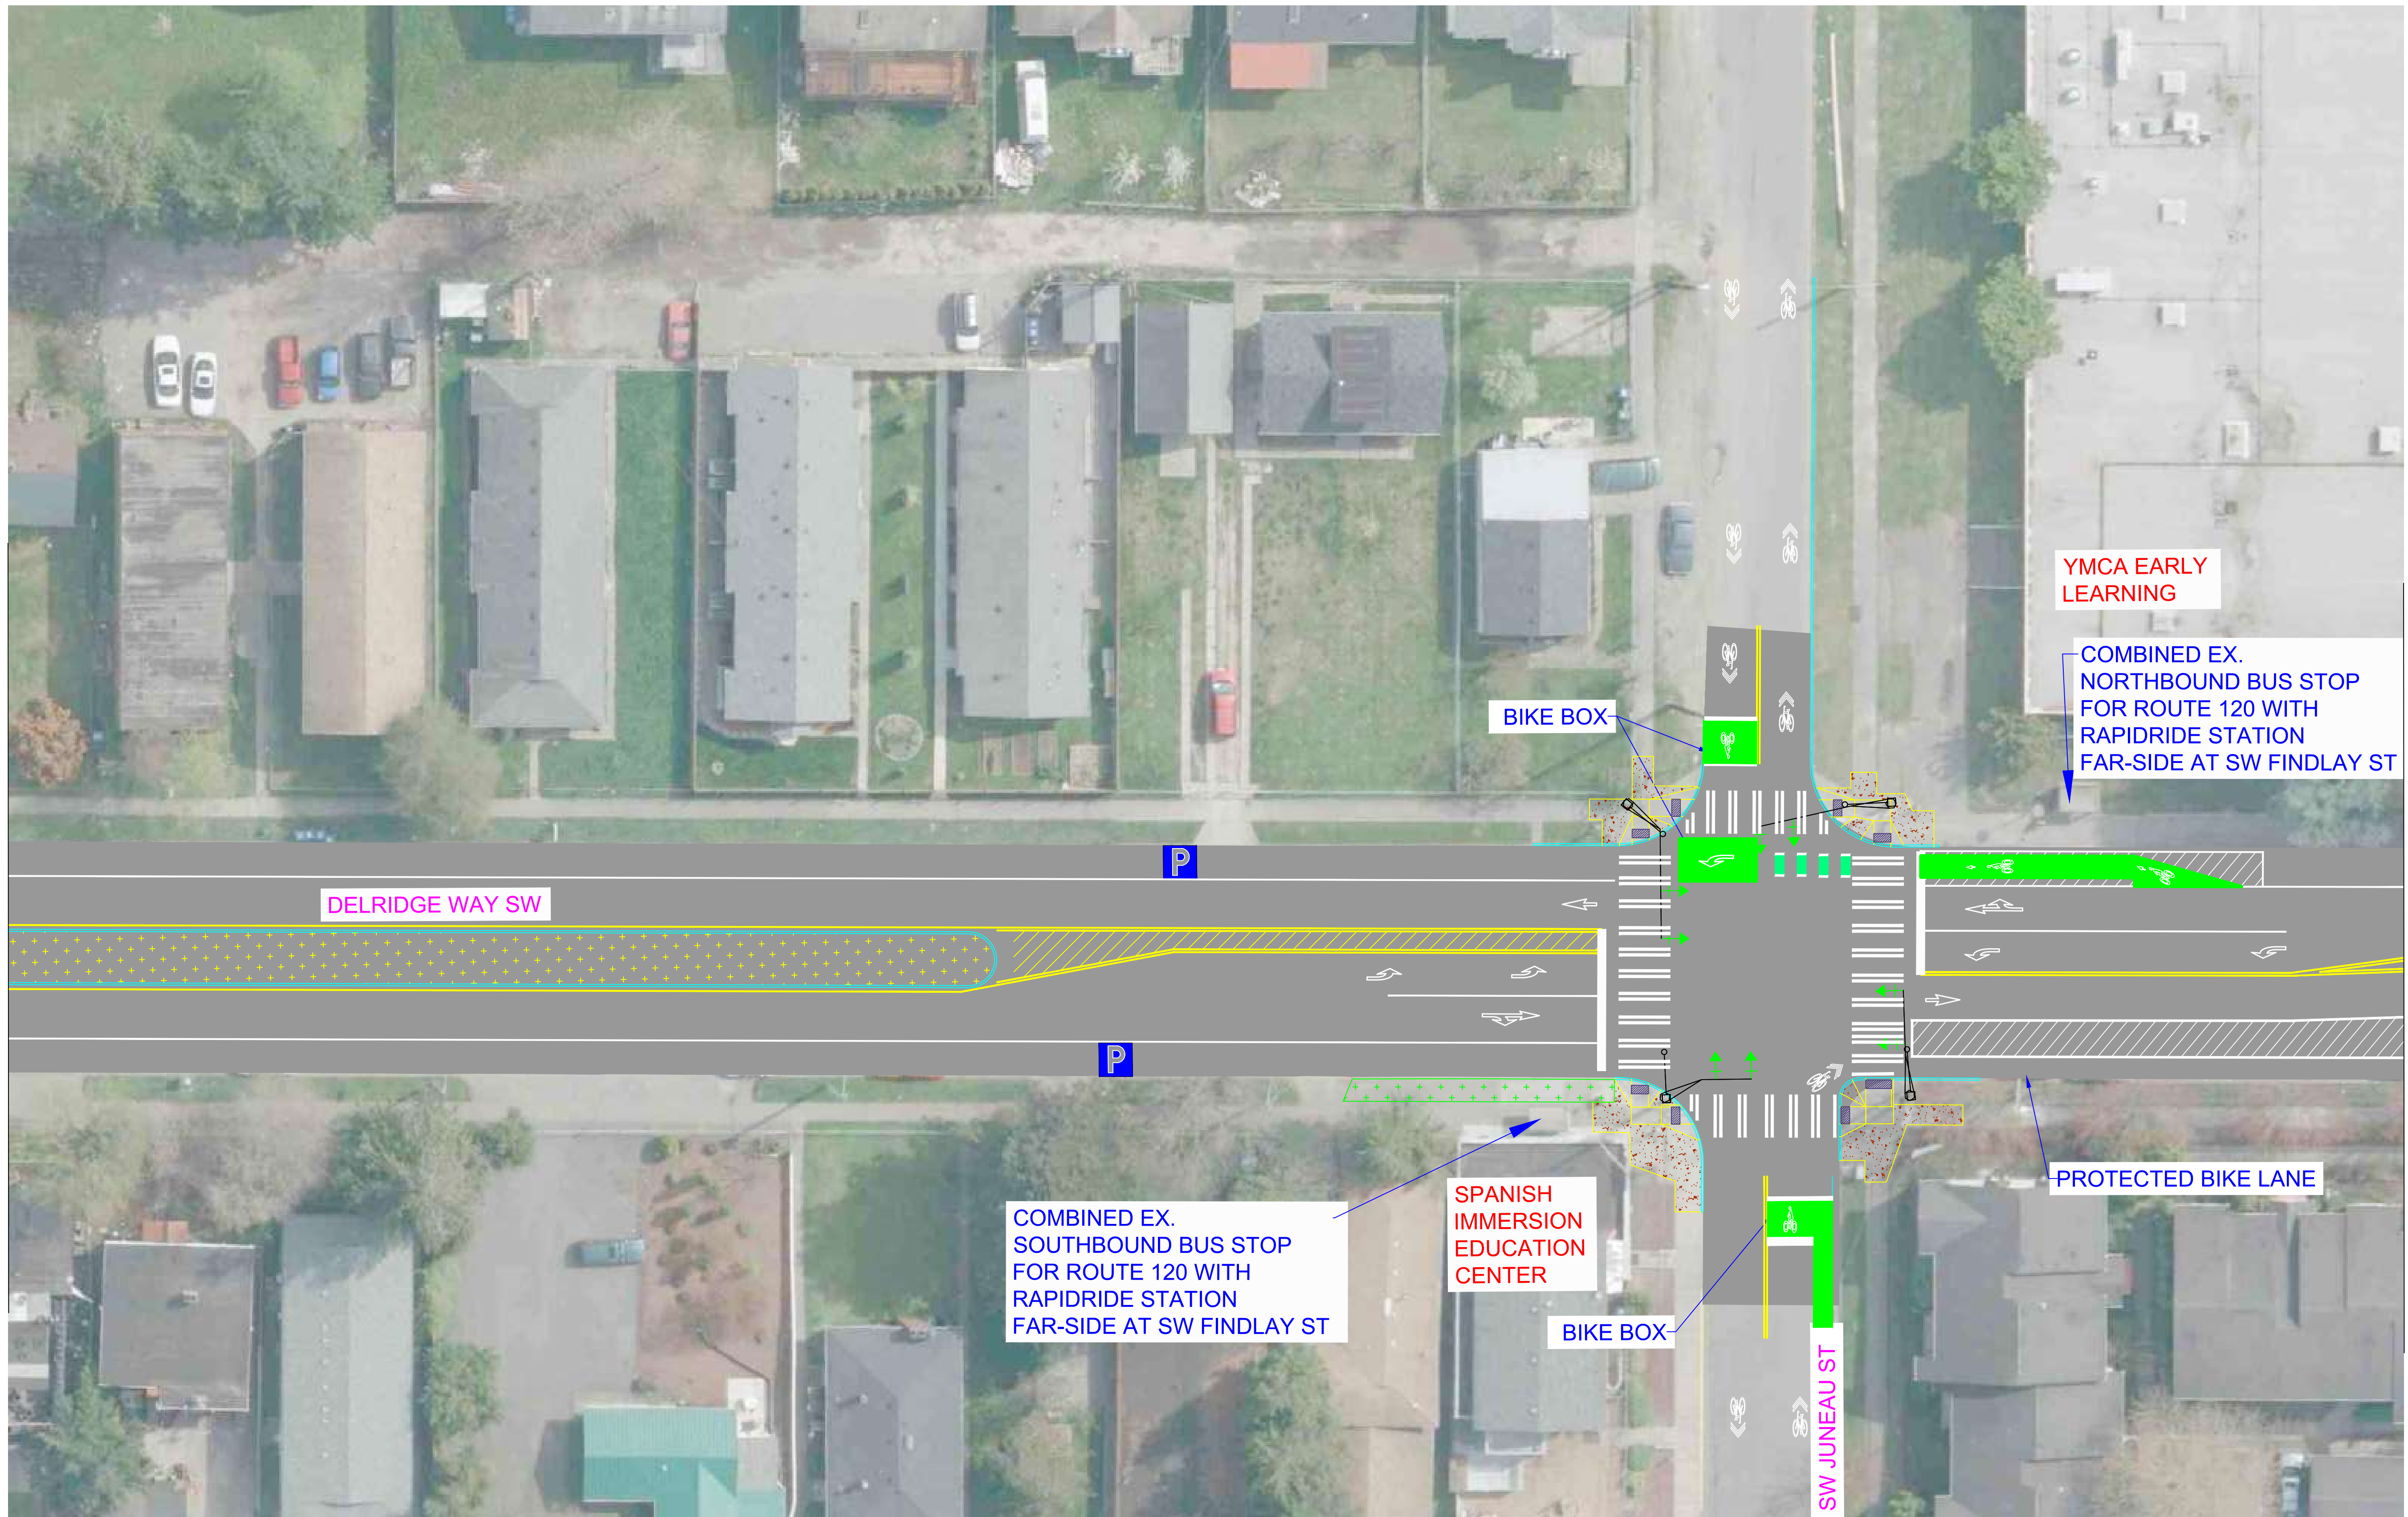 YMCA EARLY
LEARNING
COMBINED EX.
NORTHBOUND BUS STOP
FOR ROUTE 120 WITH
RAPIDRIDE STATION
FAR-SIDE AT SW FINDLAY ST
BIKE BOX
P
DELRIDGE WAY SW
P
PROTECTED BIKE LANE
COMBINED EX.
SOUTHBOUND BUS STOP
FOR ROUTE 120 WITH
RAPIDRIDE STATION
FAR-SIDE AT SW FINDLAY ST
SPANISH
IMMERSION
EDUCATION
CENTER
BIKE BOX
SW JUNEAU ST